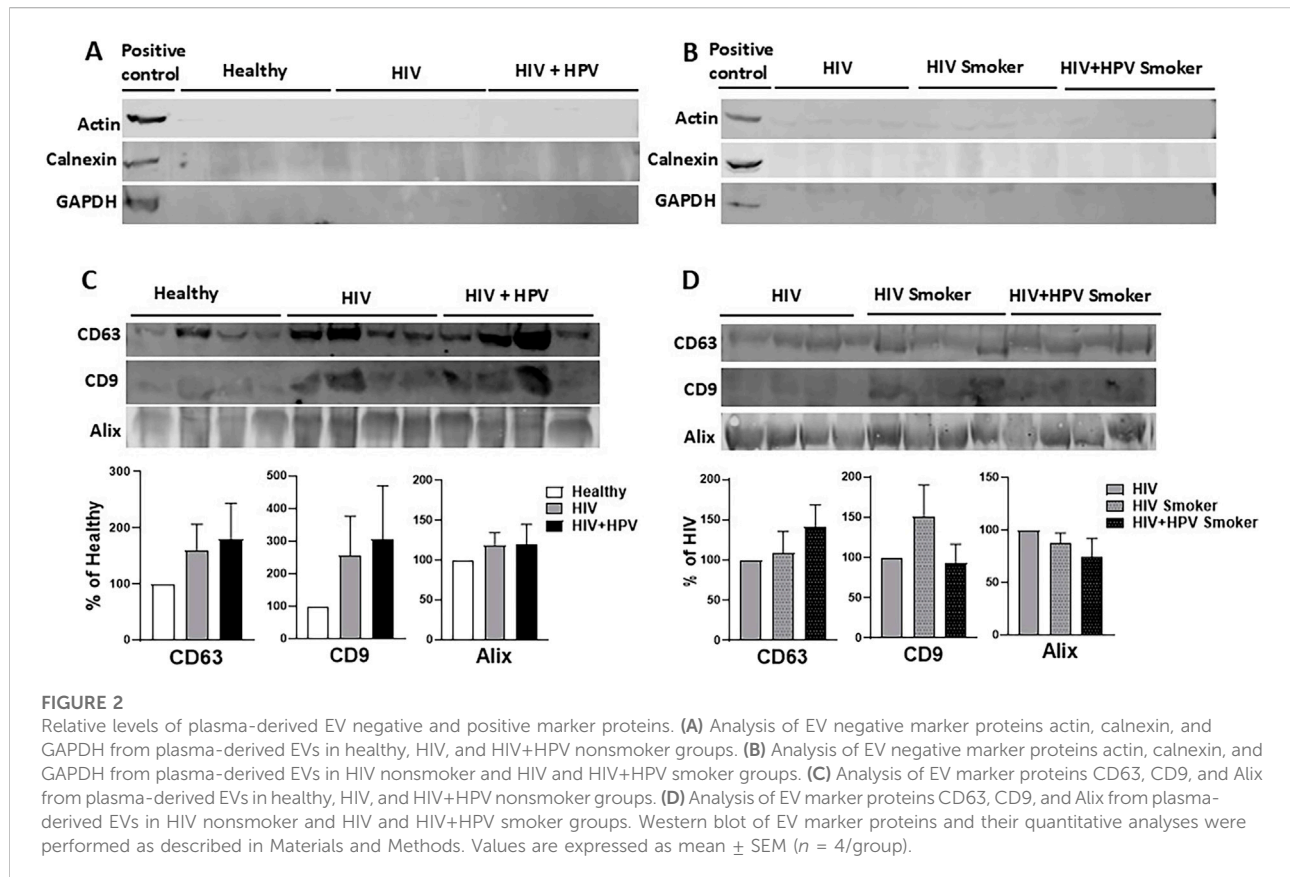 A
Positive
control
Healthy
HIV
HIV + HPV
Actin
Calnexin
GAPDH
B
Positive
control
HIV
HIV Smoker
HIV+HPV Smoker
Actin
Calnexin
GAPDH
C
Healthy
HIV
HIV + HPV
CD63
CD9
Alix
% of Healthy
300
200
100
0
CD63
500
400
300
200
100
0
CD9
200
150
100
50
0
Alix
Healthy
HIV
HIV+HPV
D
HIV
HIV Smoker
HIV+HPV Smoker
CD63
CD9
Alix
% of HIV
200
150
100
50
0
CD63
200
150
100
50
0
CD9
150
100
50
0
Alix
HIV
HIV Smoker
HIV+HPV Smoker
FIGURE 2
Relative levels of plasma-derived EV negative and positive marker proteins. (A) Analysis of EV negative marker proteins actin, calnexin, and
GAPDH from plasma-derived EVs in healthy, HIV, and HIV+HPV nonsmoker groups. (B) Analysis of EV negative marker proteins actin, calnexin, and
GAPDH from plasma-derived EVs in HIV nonsmoker and HIV and HIV+HPV smoker groups. (C) Analysis of EV marker proteins CD63, CD9, and Alix
from plasma-derived EVs in healthy, HIV, and HIV+HPV nonsmoker groups. (D) Analysis of EV marker proteins CD63, CD9, and Alix from plasma-
derived EVs in HIV nonsmoker and HIV and HIV+HPV smoker groups. Western blot of EV marker proteins and their quantitative analyses were
performed as described in Materials and Methods. Values are expressed as mean ± SEM (n = 4/group).